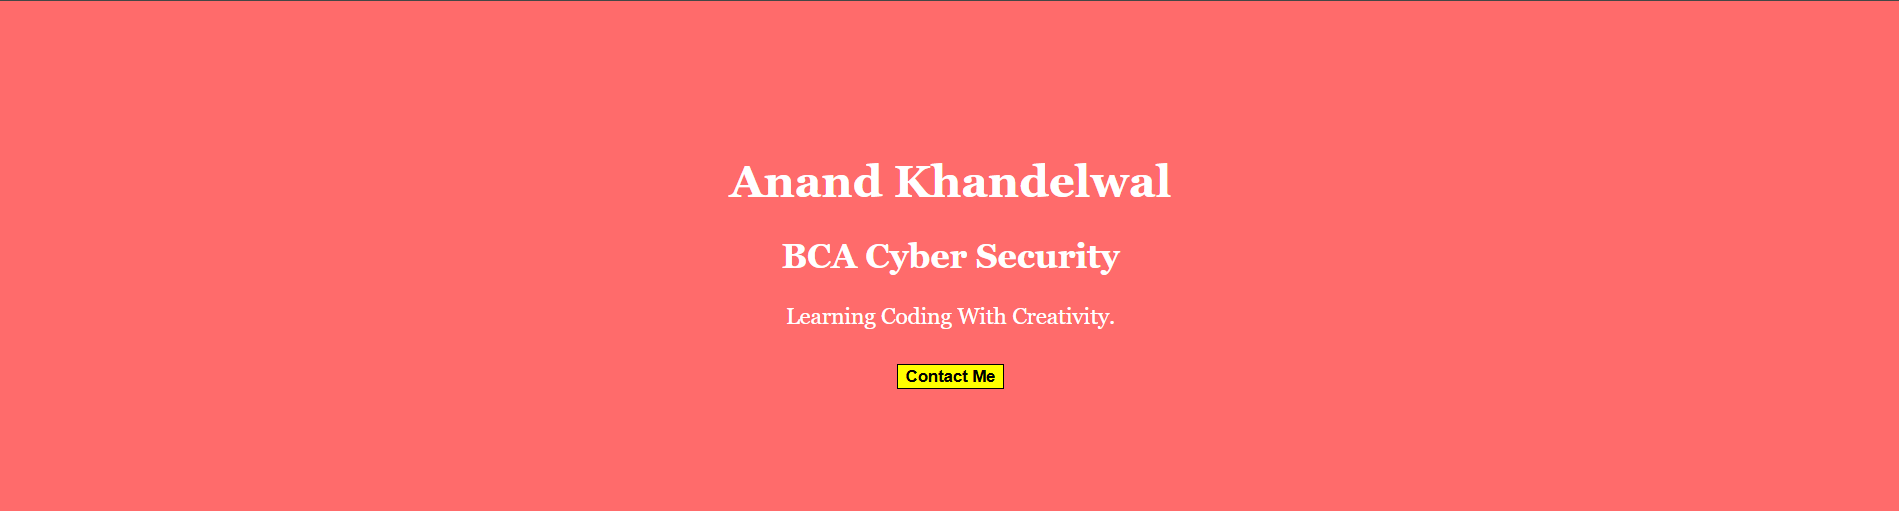 Anand Khandelwal
BCA Cyber Security
Learning Coding With Creativity.
Contact Me